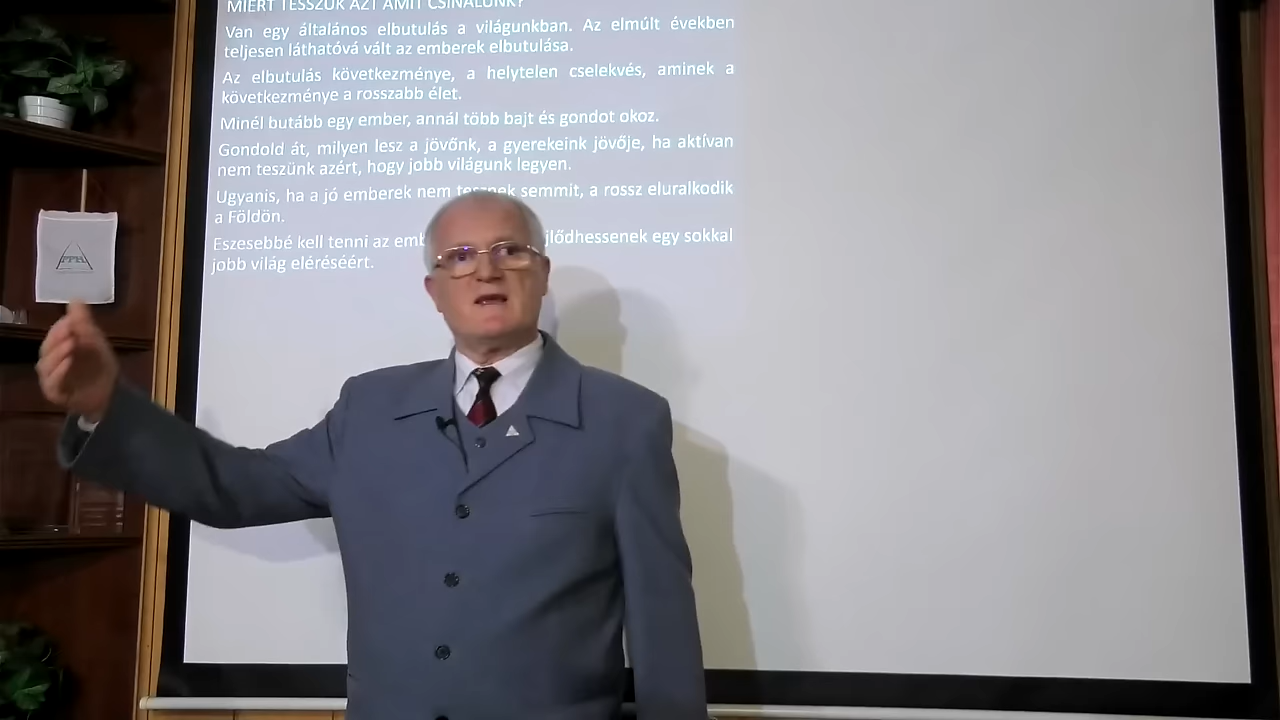 MIÉRT TESSZÜK AZT AMIT CSINÁLUNK?
Van egy általános elbutulás a világunkban. Az elmúlt években
teljesen láthatóvá vált az emberek elbutulása.
Az elbutulás következménye, a helytelen cselekvés, aminek a
következménye a rosszabb élet.
Minél butább egy ember, annál több bajt és gondot okoz.
Gondold át, milyen lesz a jövőnk, a gyerekeink jövője, ha aktívan
nem teszünk azért, hogy jobb világunk legyen.
Ugyanis, ha a jó emberek nem tesznek semmit, a rossz eluralkodik
a Földön.
Eszesebbé kell tenni az emb jlődhessenek egy sokkal
jobb világ eléréséért.